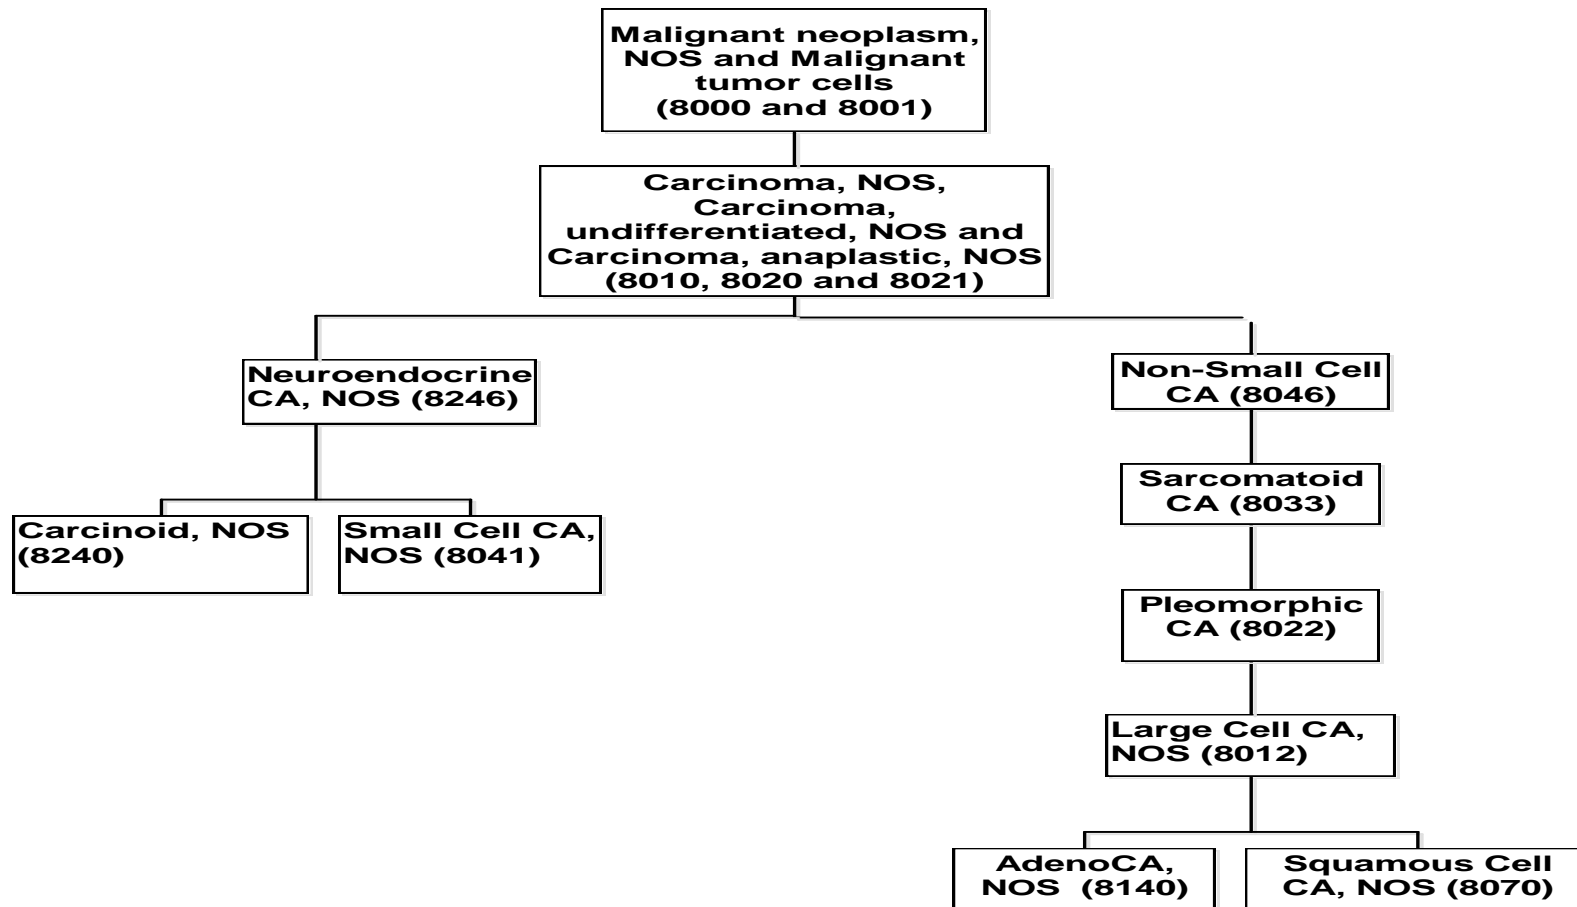 Malignant neoplasm,
NOS and Malignant
tumor cells
(8000 and 8001)
Carcinoma, NOS,
Carcinoma,
undifferentiated, NOS and
Carcinoma, anaplastic, NOS
(8010, 8020 and 8021)
Neuroendocrine
CA, NOS (8246)
Carcinoid, NOS
(8240)
Small Cell CA,
NOS (8041)
Non-Small Cell
CA (8046)
Sarcomatoid
CA (8033)
Pleomorphic
CA (8022)
Large Cell CA,
NOS (8012)
AdenoCA,
NOS (8140)
Squamous Cell
CA, NOS (8070)